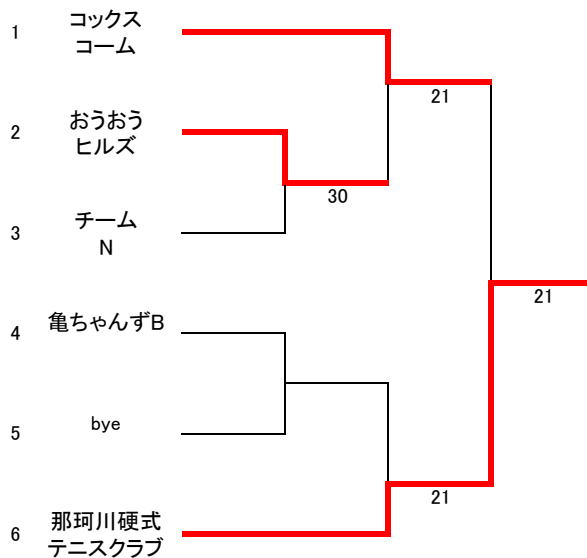 1
コックス
コーム
21
2
おうおう
ヒルズ
30
3
チーム
N
21
4
亀ちゃんずB
5
bye
21
6
那珂川硬式
テニスクラブ